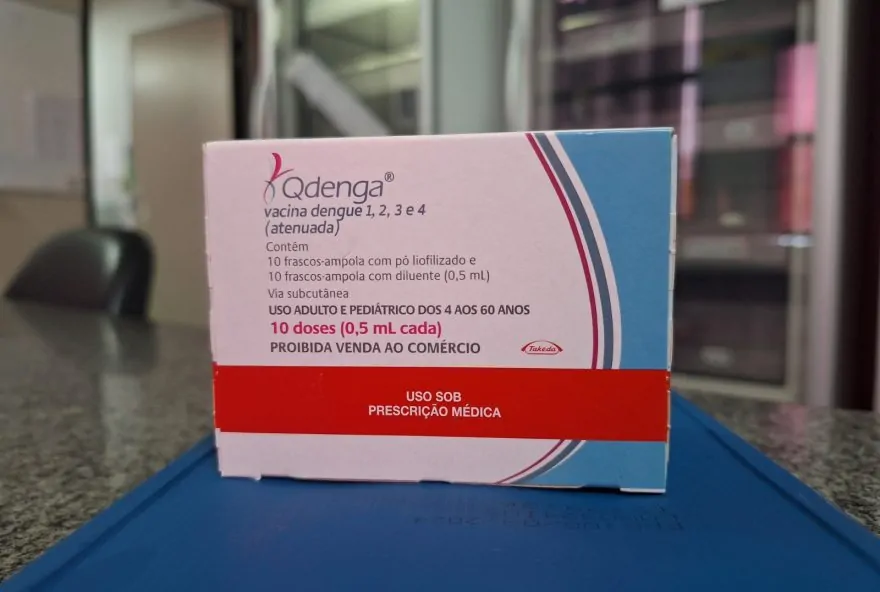 Qdenga®
vacina dengue 1, 2, 3 e 4
(atenuada)
Contém
10 frascos-ampola com pó liofilizado e
10 frascos-ampola com diluente (0,5 mL)
Via subcutânea
USO ADULTO E PEDIÁTRICO DOS 4 AOS 60 ANOS
10 doses (0,5 mL cada)
PROIBIDA VENDA AO COMÉRCIO
Takeda
USO SOB
PRESCRIÇÃO MÉDICA